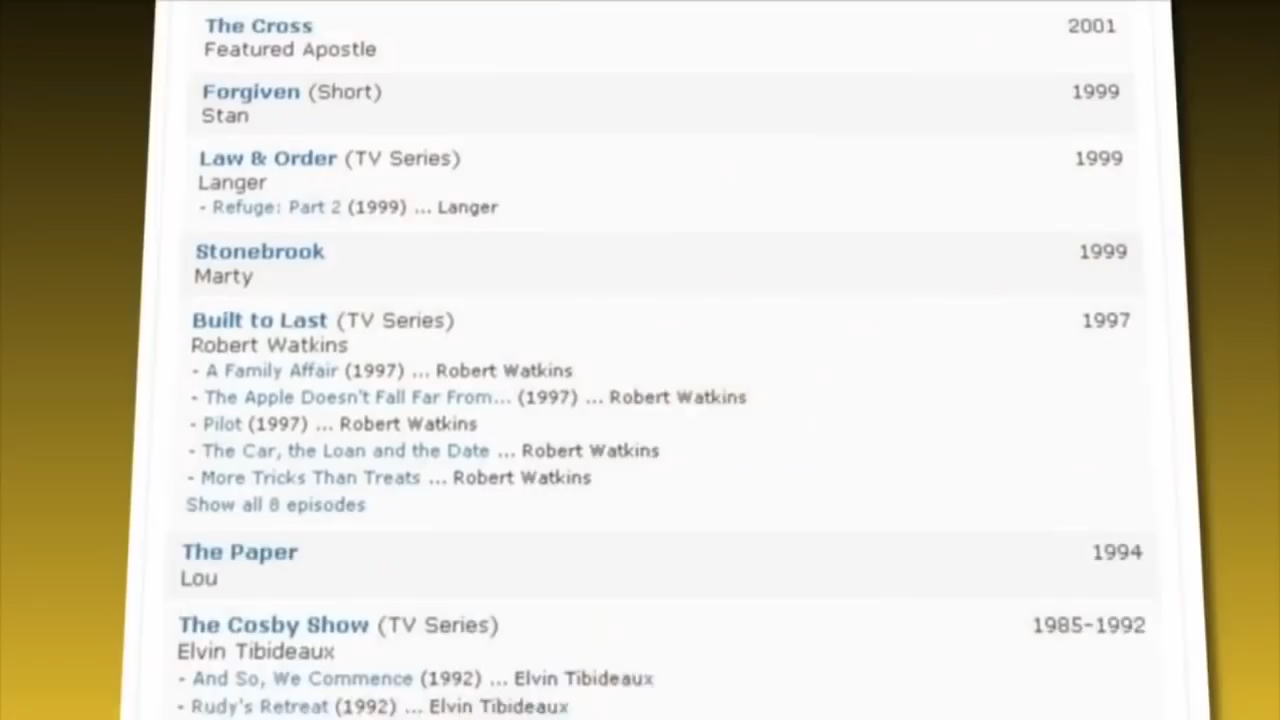 The Cross 2001
Featured Apostle
Forgiven (Short) 1999
Stan
Law & Order (TV Series) 1999
Langer
- Refuge: Part 2 (1999) ... Langer
Stonebrook 1999
Marty
Built to Last (TV Series) 1997
Robert Watkins
- A Family Affair (1997) ... Robert Watkins
- The Apple Doesn't Fall Far From... (1997) ... Robert Watkins
- Pilot (1997) ... Robert Watkins
- The Car, the Loan and the Date ... Robert Watkins
- More Tricks Than Treats ... Robert Watkins
Show all 8 episodes
The Paper 1994
Lou
The Cosby Show (TV Series) 1985-1992
Elvin Tibideaux
- And So, We Commence (1992) ... Elvin Tibideaux
- Rudy's Retreat (1992) ... Elvin Tibideaux